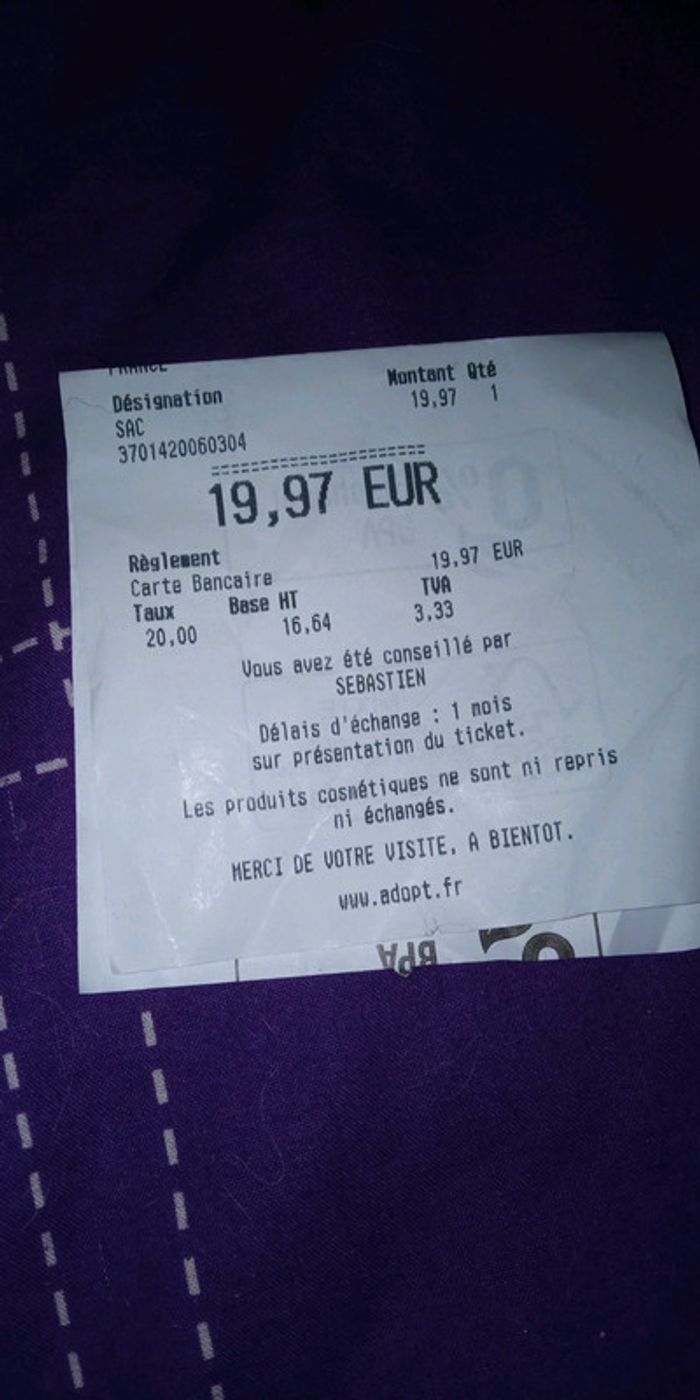 FRANCE
Désignation Montant Qté
SAC 19,97 1
3701420060304
=========================
19,97 EUR
Règlement
Carte Bancaire 19,97 EUR
Taux Base HT TVA
20,00 16,64 3,33
Vous avez été conseillé par
SEBASTIEN
Délais d'échange : 1 mois
sur présentation du ticket.
Les produits cosmétiques ne sont ni repris
ni échangés.
MERCI DE VOTRE VISITE, A BIENTOT.
www.adopt.fr
BPA